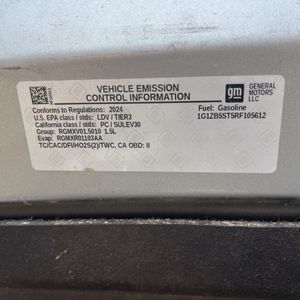 VEHICLE EMISSION
CONTROL INFORMATION
gm
GENERAL
MOTORS
LLC
Conforms to Regulations: 2024
Fuel: Gasoline
U.S. EPA class / stds: LDV / TIER3
1G1ZB5ST5RF105612
California class / stds: PC / SULEV30
Group: RGMXV01.5010 1.5L
Evap: RGMXR01103AA
TC/CAC/DFI/HO2S(2)/TWC, CA OBD: II